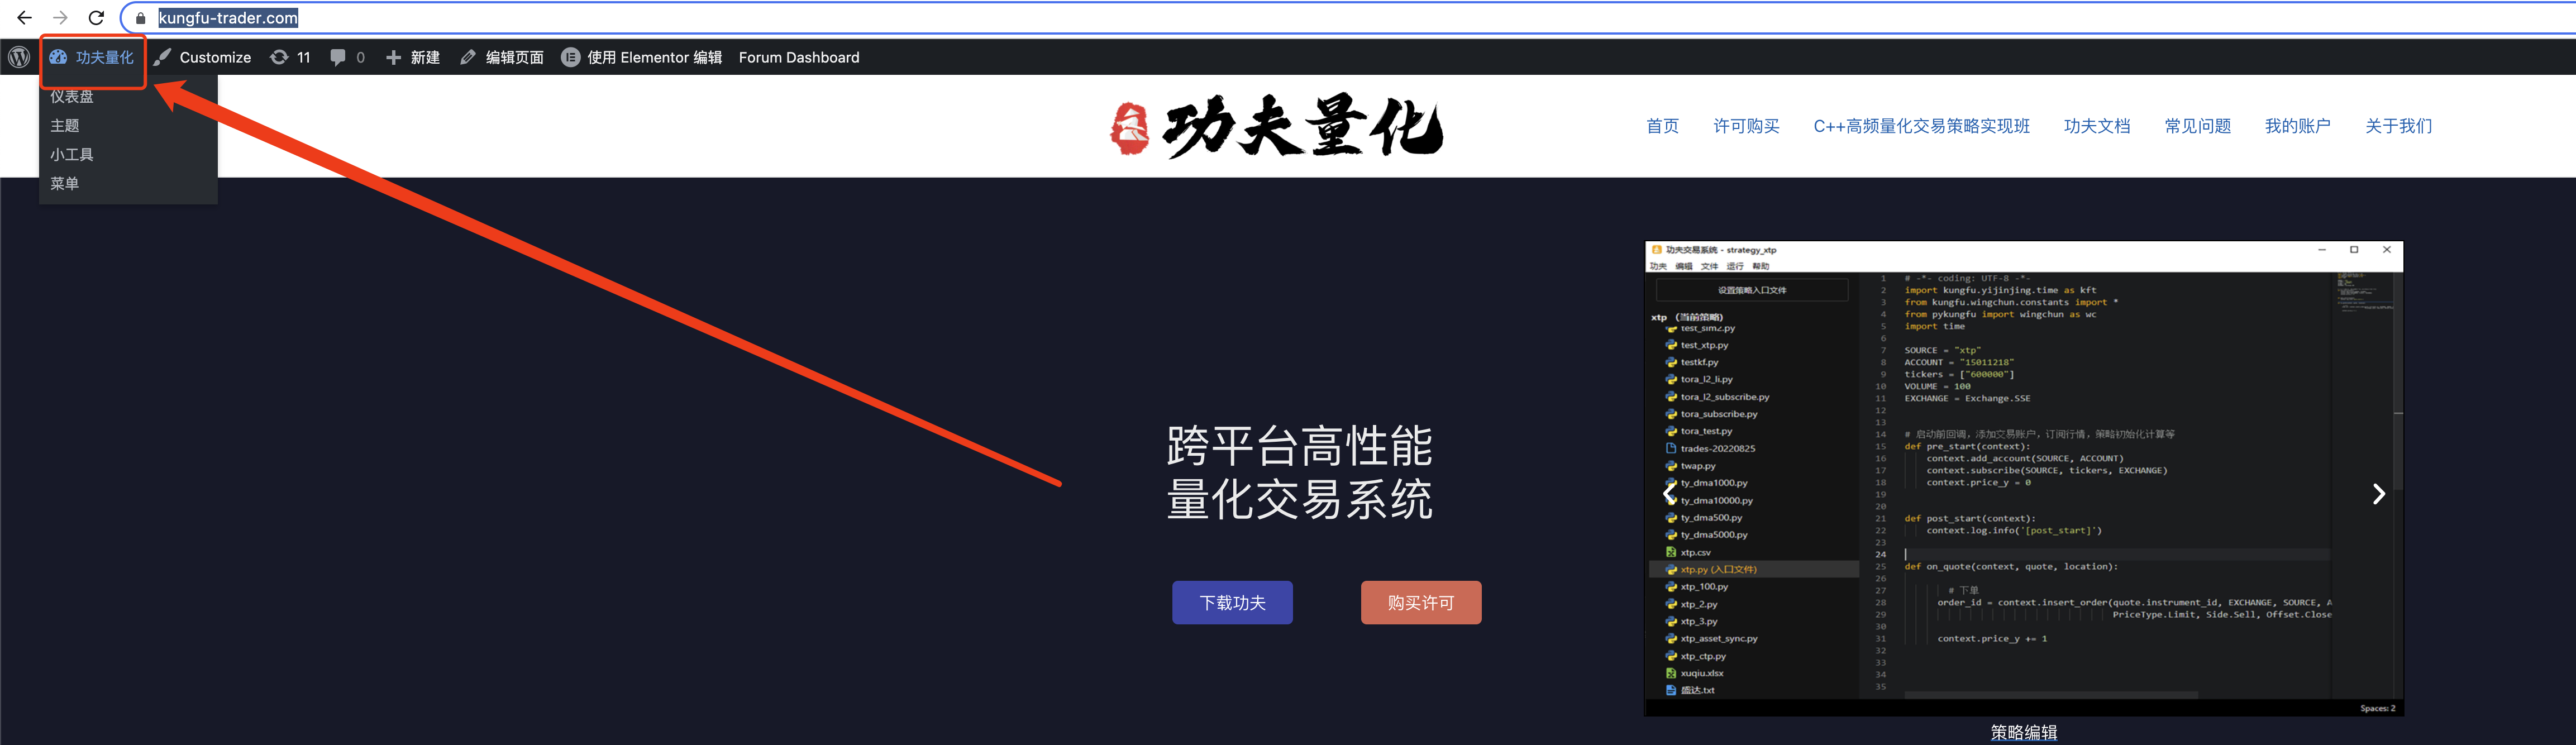 kungfu-trader.com
功夫量化 Customize 11 0 新建 编辑页面 使用 Elementor 编辑 Forum Dashboard
仪表盘
主题
小工具
菜单
功夫量化
首页 许可购买 C++高频量化交易策略实现班 功夫文档 常见问题 我的账户 关于我们
跨平台高性能
量化交易系统
下载功夫 购买许可
功夫交易系统 - strategy_xtp
功夫 编辑 文件 运行 帮助
设置策略入口文件
xtp (当前策略)
test_sim2.py
test_xtp.py
testkf.py
tora_l2_li.py
tora_l2_subscribe.py
tora_subscribe.py
tora_test.py
trades-20220825
twap.py
ty_dma1000.py
ty_dma10000.py
ty_dma500.py
ty_dma5000.py
xtp.csv
xtp.py (入口文件)
xtp_100.py
xtp_2.py
xtp_3.py
xtp_asset_sync.py
xtp_ctp.py
xuqiu.xlsx
盛达.txt
1 # -*- coding: UTF-8 -*-
2 import kungfu.yijinjing.time as kft
3 from kungfu.wingchun.constants import *
4 from pykungfu import wingchun as wc
5 import time
6
7 SOURCE = "xtp"
8 ACCOUNT = "15011218"
9 tickers = ["600000"]
10 VOLUME = 100
11 EXCHANGE = Exchange.SSE
12
13
14 # 启动前回调，添加交易账户，订阅行情，策略初始化计算等
15 def pre_start(context):
16 context.add_account(SOURCE, ACCOUNT)
17 context.subscribe(SOURCE, tickers, EXCHANGE)
18 context.price_y = 0
19
20
21 def post_start(context):
22 context.log.info('[post_start]')
23
24
25 def on_quote(context, quote, location):
26
27 # 下单
28 order_id = context.insert_order(quote.instrument_id, EXCHANGE, SOURCE, A
29 PriceType.Limit, Side.Sell, Offset.Close
30
31 context.price_y += 1
32
33
34
35
Spaces: 2
策略编辑